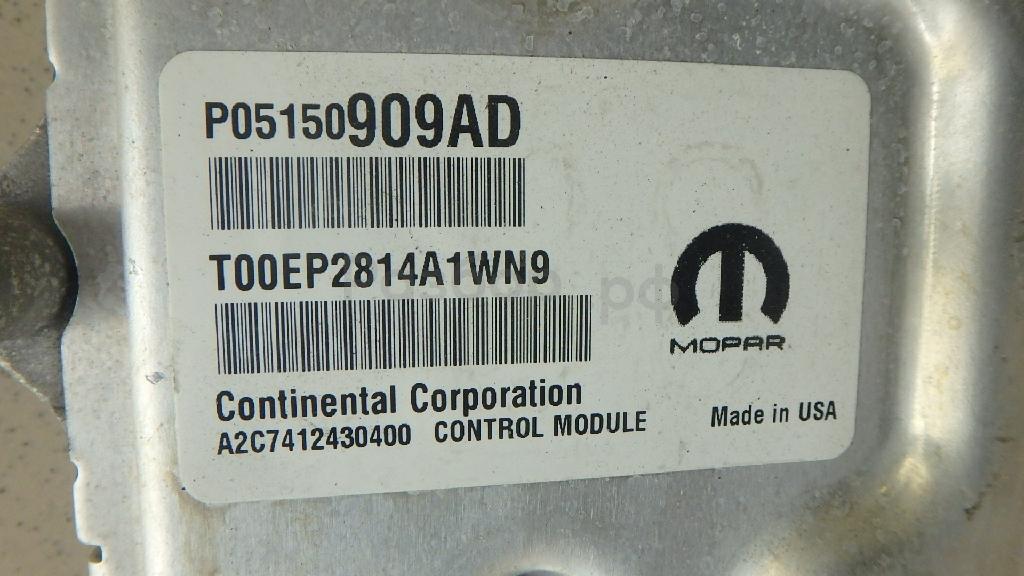 P05150909AD
T00EP2814A1WN9
MOPAR
Continental Corporation
A2C7412430400 CONTROL MODULE
Made in USA